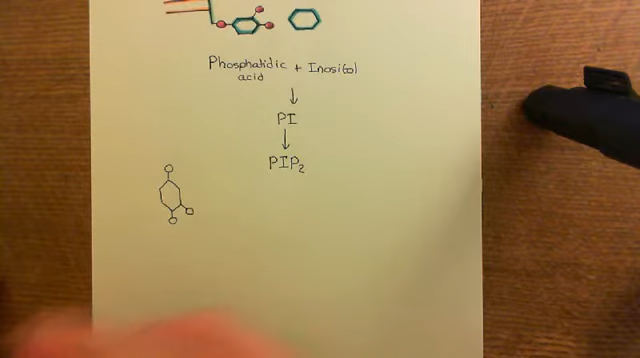 Phosphatidic + Inositol
acid
PI
PIP₂